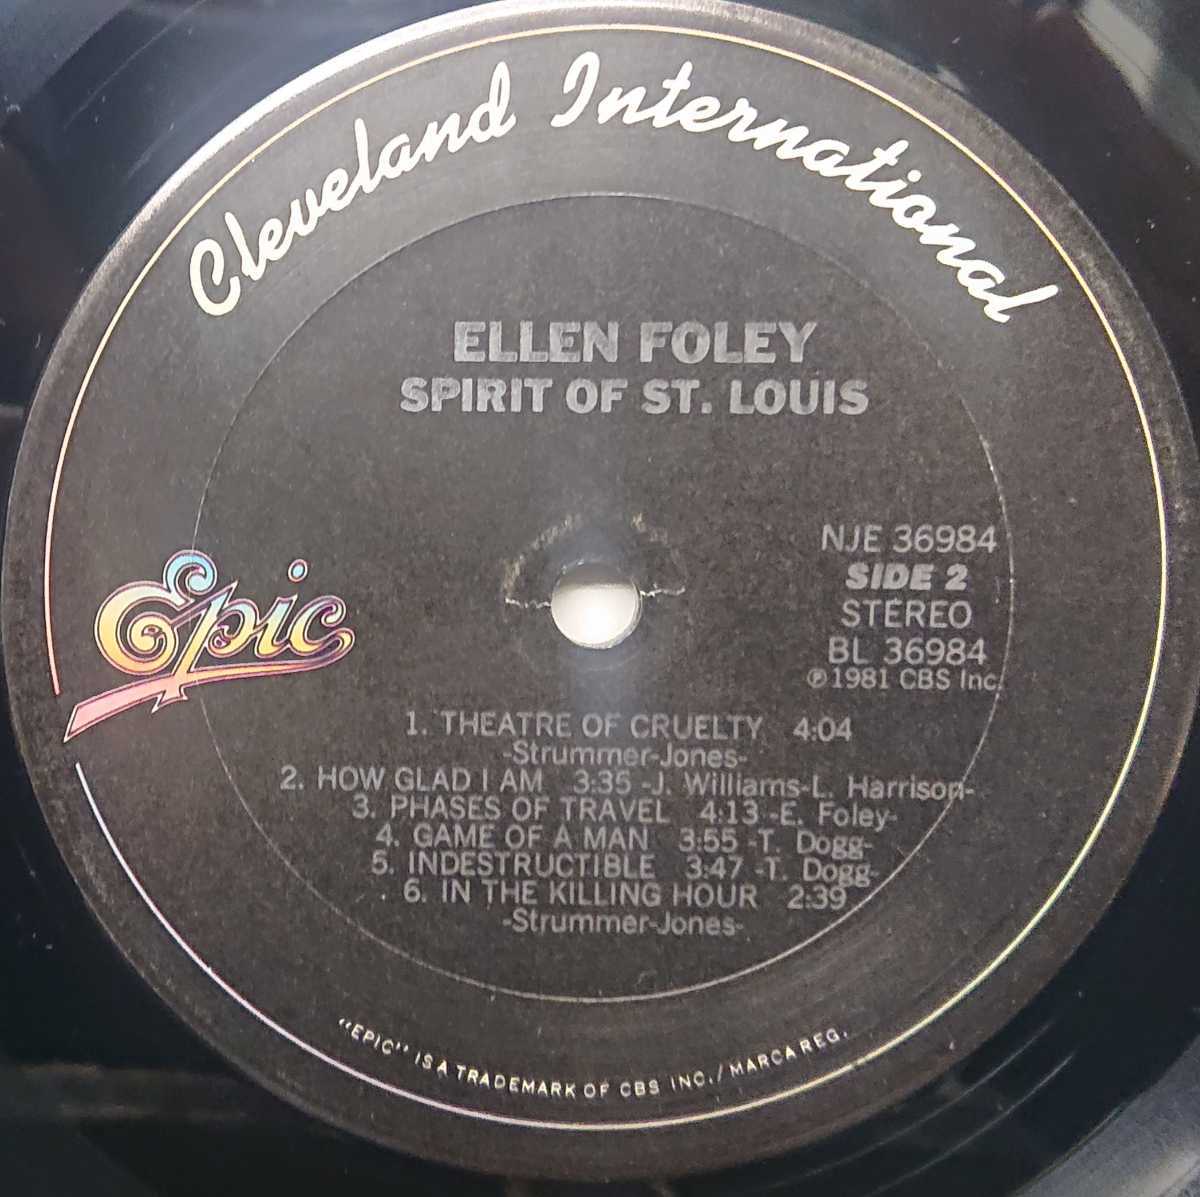 Cleveland International
ELLEN FOLEY
SPIRIT OF ST. LOUIS
NJE 36984
SIDE 2
STEREO
BL 36984
℗1981 CBS Inc.
Epic
1. THEATRE OF CRUELTY 4:04
-Strummer-Jones-
2. HOW GLAD I AM 3:35 -J. Williams-L. Harrison-
3. PHASES OF TRAVEL 4:13 -E. Foley-
4. GAME OF A MAN 3:55 -T. Dogg-
5. INDESTRUCTIBLE 3:47 -T. Dogg-
6. IN THE KILLING HOUR 2:39
-Strummer-Jones-
"EPIC" IS A TRADEMARK OF CBS INC./MARCA REG.